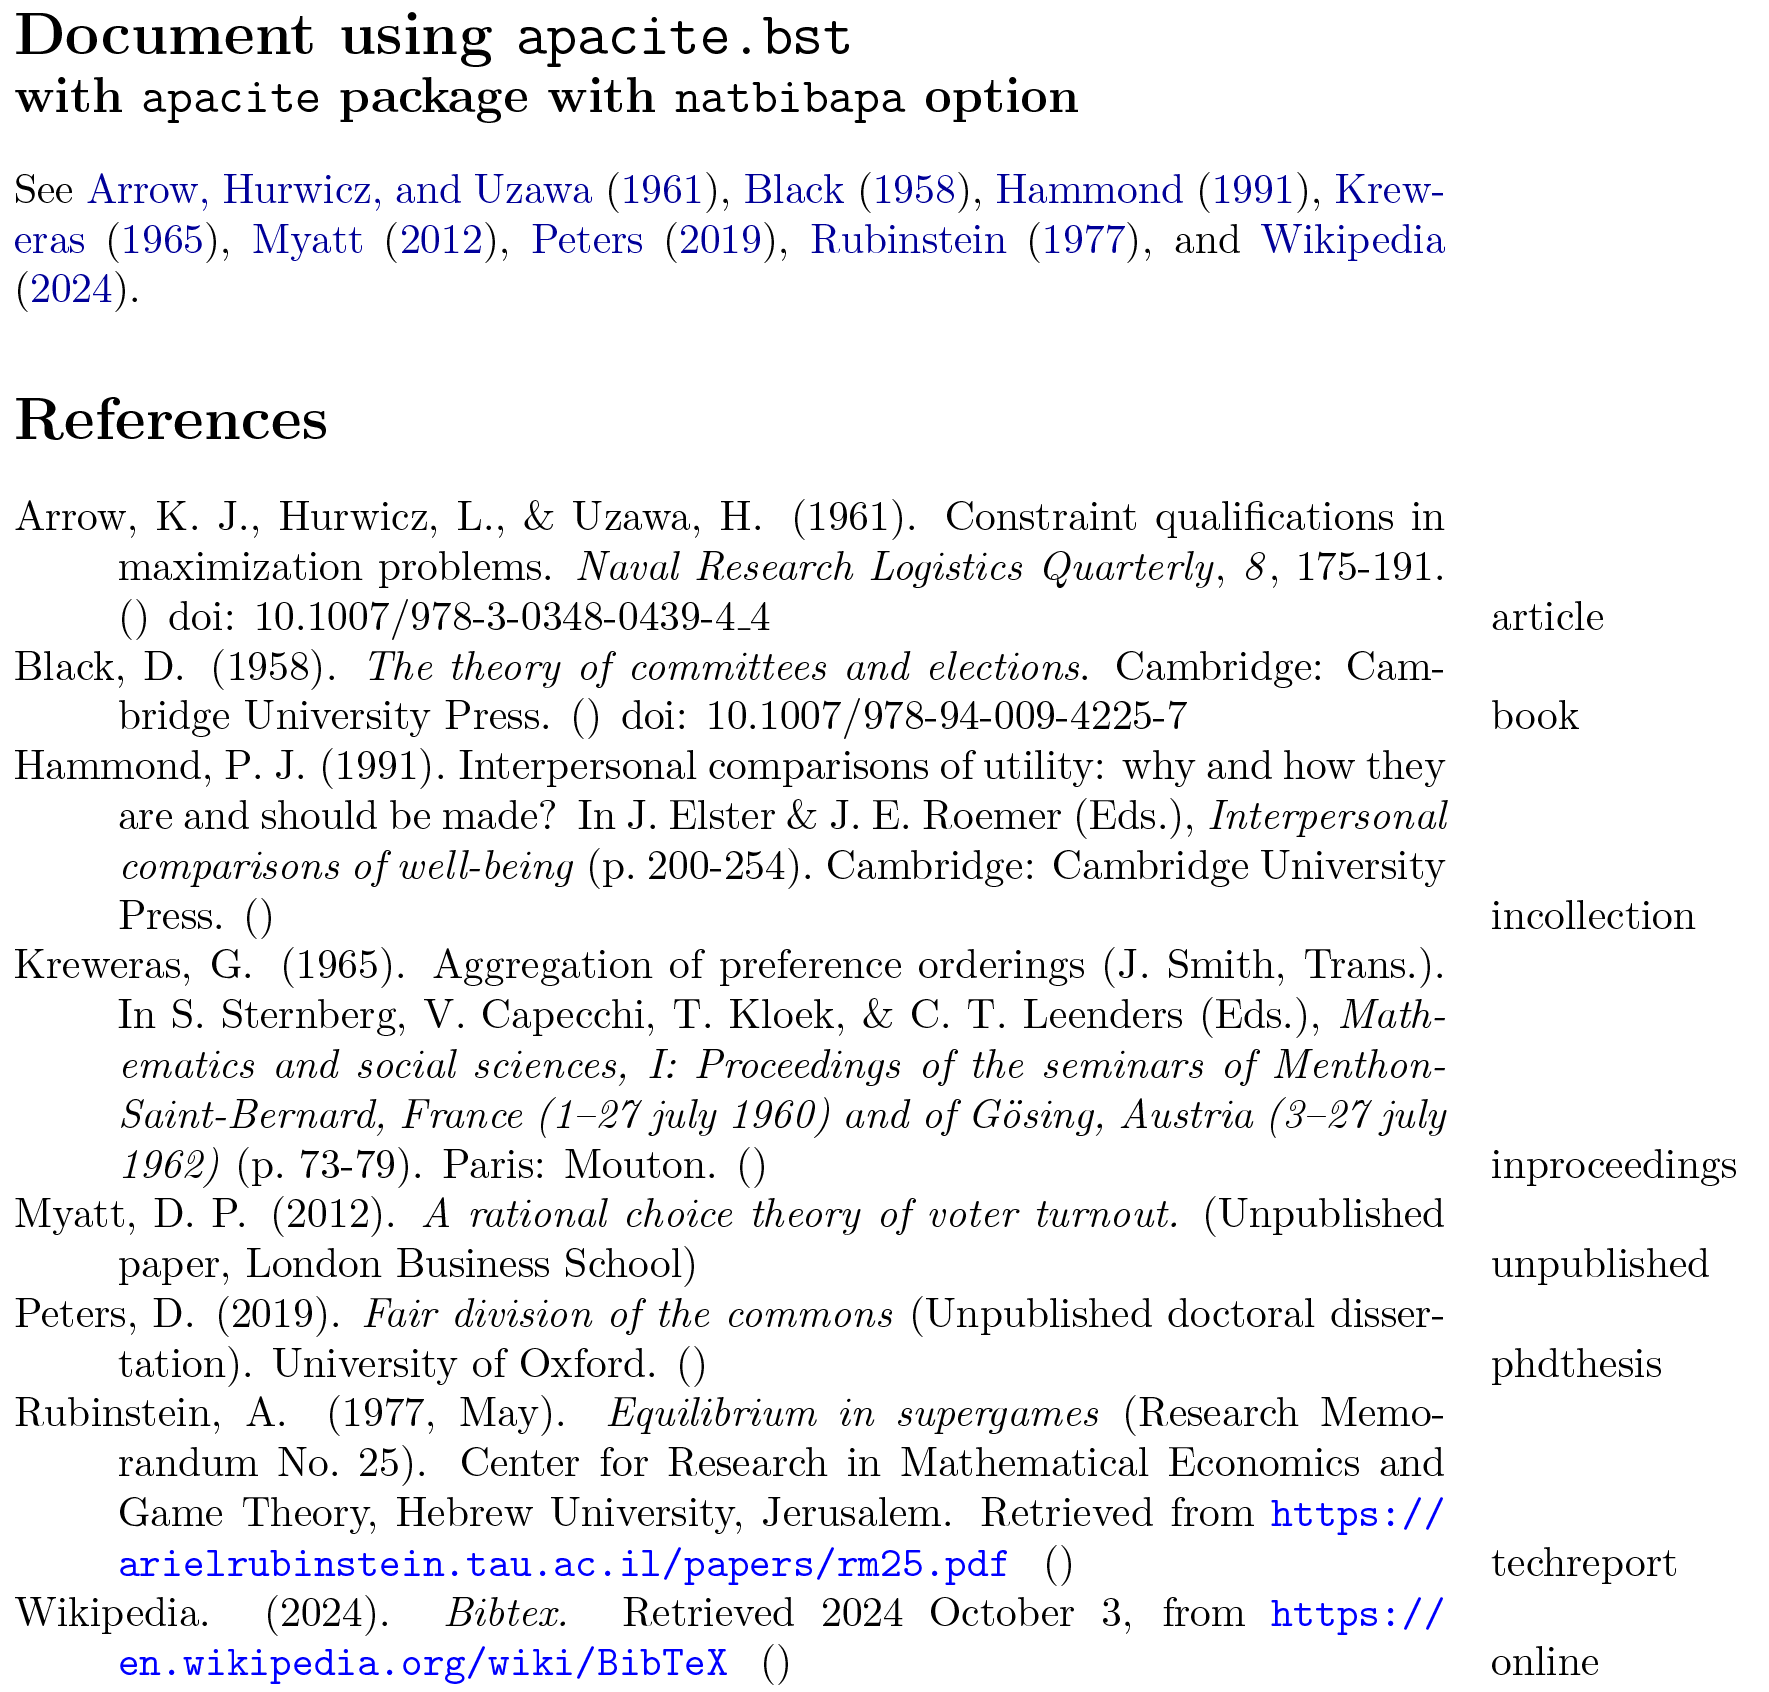 Document using apacite.bst
with apacite package with natbibapa option
See Arrow, Hurwicz, and Uzawa (1961), Black (1958), Hammond (1991), Krew-
eras (1965), Myatt (2012), Peters (2019), Rubinstein (1977), and Wikipedia
(2024).
References
Arrow, K. J., Hurwicz, L., & Uzawa, H. (1961). Constraint qualifications in
maximization problems. Naval Research Logistics Quarterly, 8, 175-191.
() doi: 10.1007/978-3-0348-0439-4_4 article
Black, D. (1958). The theory of committees and elections. Cambridge: Cam-
bridge University Press. () doi: 10.1007/978-94-009-4225-7 book
Hammond, P. J. (1991). Interpersonal comparisons of utility: why and how they
are and should be made? In J. Elster & J. E. Roemer (Eds.), Interpersonal
comparisons of well-being (p. 200-254). Cambridge: Cambridge University
Press. () incollection
Kreweras, G. (1965). Aggregation of preference orderings (J. Smith, Trans.).
In S. Sternberg, V. Capecchi, T. Kloek, & C. T. Leenders (Eds.), Math-
ematics and social sciences, I: Proceedings of the seminars of Menthon-
Saint-Bernard, France (1–27 july 1960) and of Gösing, Austria (3–27 july
1962) (p. 73-79). Paris: Mouton. () inproceedings
Myatt, D. P. (2012). A rational choice theory of voter turnout. (Unpublished
paper, London Business School) unpublished
Peters, D. (2019). Fair division of the commons (Unpublished doctoral disser-
tation). University of Oxford. () phdthesis
Rubinstein, A. (1977, May). Equilibrium in supergames (Research Memo-
randum No. 25). Center for Research in Mathematical Economics and
Game Theory, Hebrew University, Jerusalem. Retrieved from https://
arielrubinstein.tau.ac.il/papers/rm25.pdf () techreport
Wikipedia. (2024). Bibtex. Retrieved 2024 October 3, from https://
en.wikipedia.org/wiki/BibTeX () online